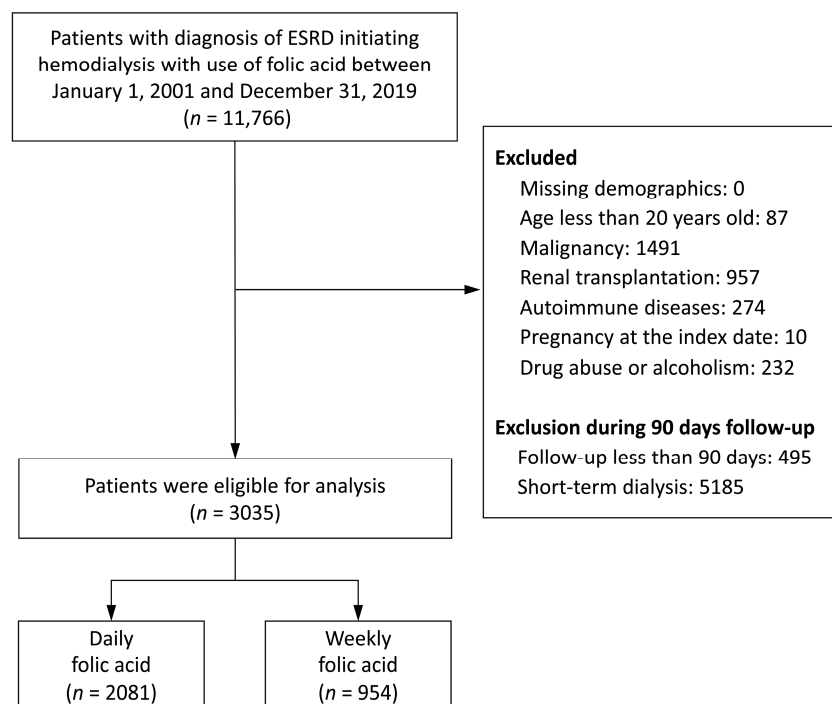 Patients with diagnosis of ESRD initiating
hemodialysis with use of folic acid between
January 1, 2001 and December 31, 2019
(n = 11,766)
Excluded
Missing demographics: 0
Age less than 20 years old: 87
Malignancy: 1491
Renal transplantation: 957
Autoimmune diseases: 274
Pregnancy at the index date: 10
Drug abuse or alcoholism: 232
Exclusion during 90 days follow-up
Follow-up less than 90 days: 495
Short-term dialysis: 5185
Patients were eligible for analysis
(n = 3035)
Daily
folic acid
(n = 2081)
Weekly
folic acid
(n = 954)